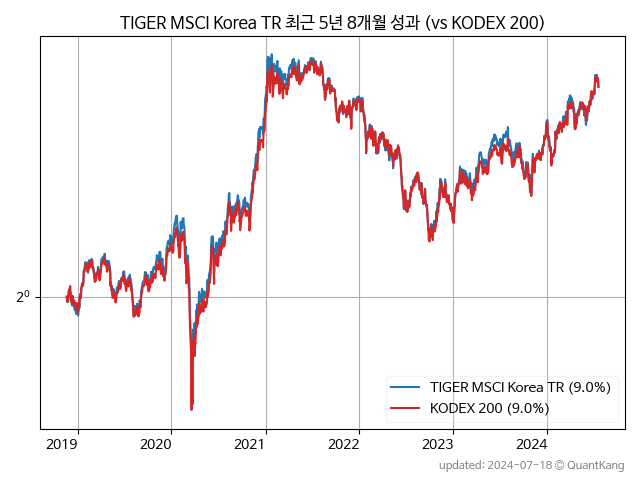 TIGER MSCI Korea TR 최근 5년 8개월 성과 (vs KODEX 200)
2⁰
TIGER MSCI Korea TR (9.0%)
KODEX 200 (9.0%)
2019 2020 2021 2022 2023 2024
updated: 2024-07-18 © QuantKang